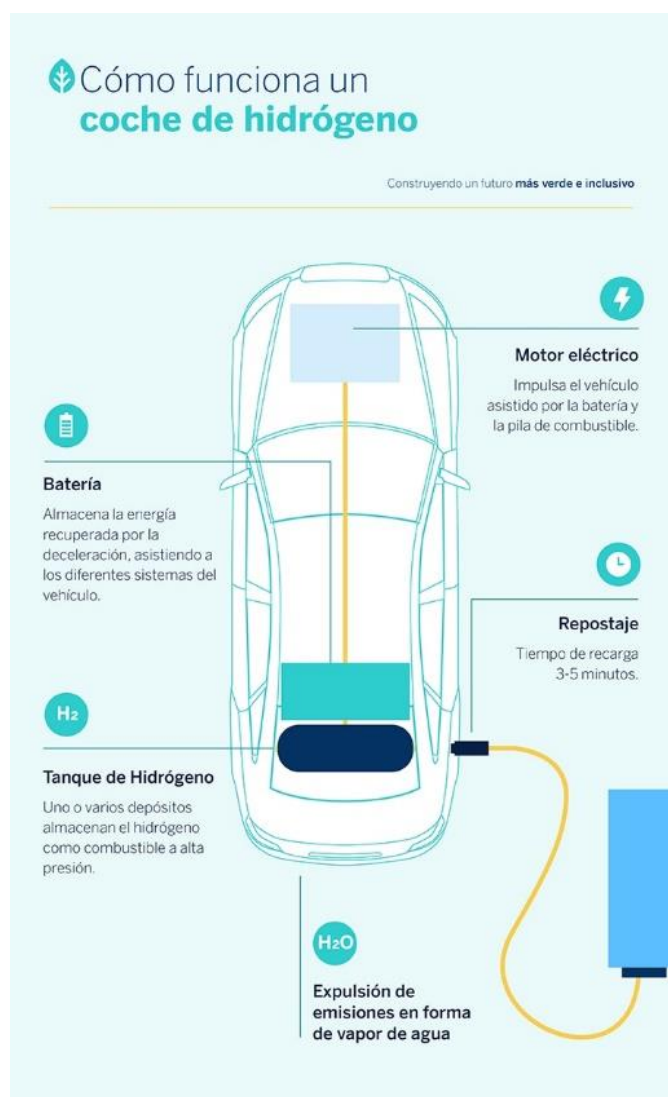 Cómo funciona un
coche de hidrógeno
Construyendo un futuro más verde e inclusivo
Motor eléctrico
Impulsa el vehículo
asistido por la batería y
la pila de combustible.
Batería
Almacena la energía
recuperada por la
deceleración, asistiendo a
los diferentes sistemas del
vehículo.
Repostaje
Tiempo de recarga
3-5 minutos.
H2
Tanque de Hidrógeno
Uno o varios depósitos
almacenan el hidrógeno
como combustible a alta
presión.
H2O
Expulsión de
emisiones en forma
de vapor de agua